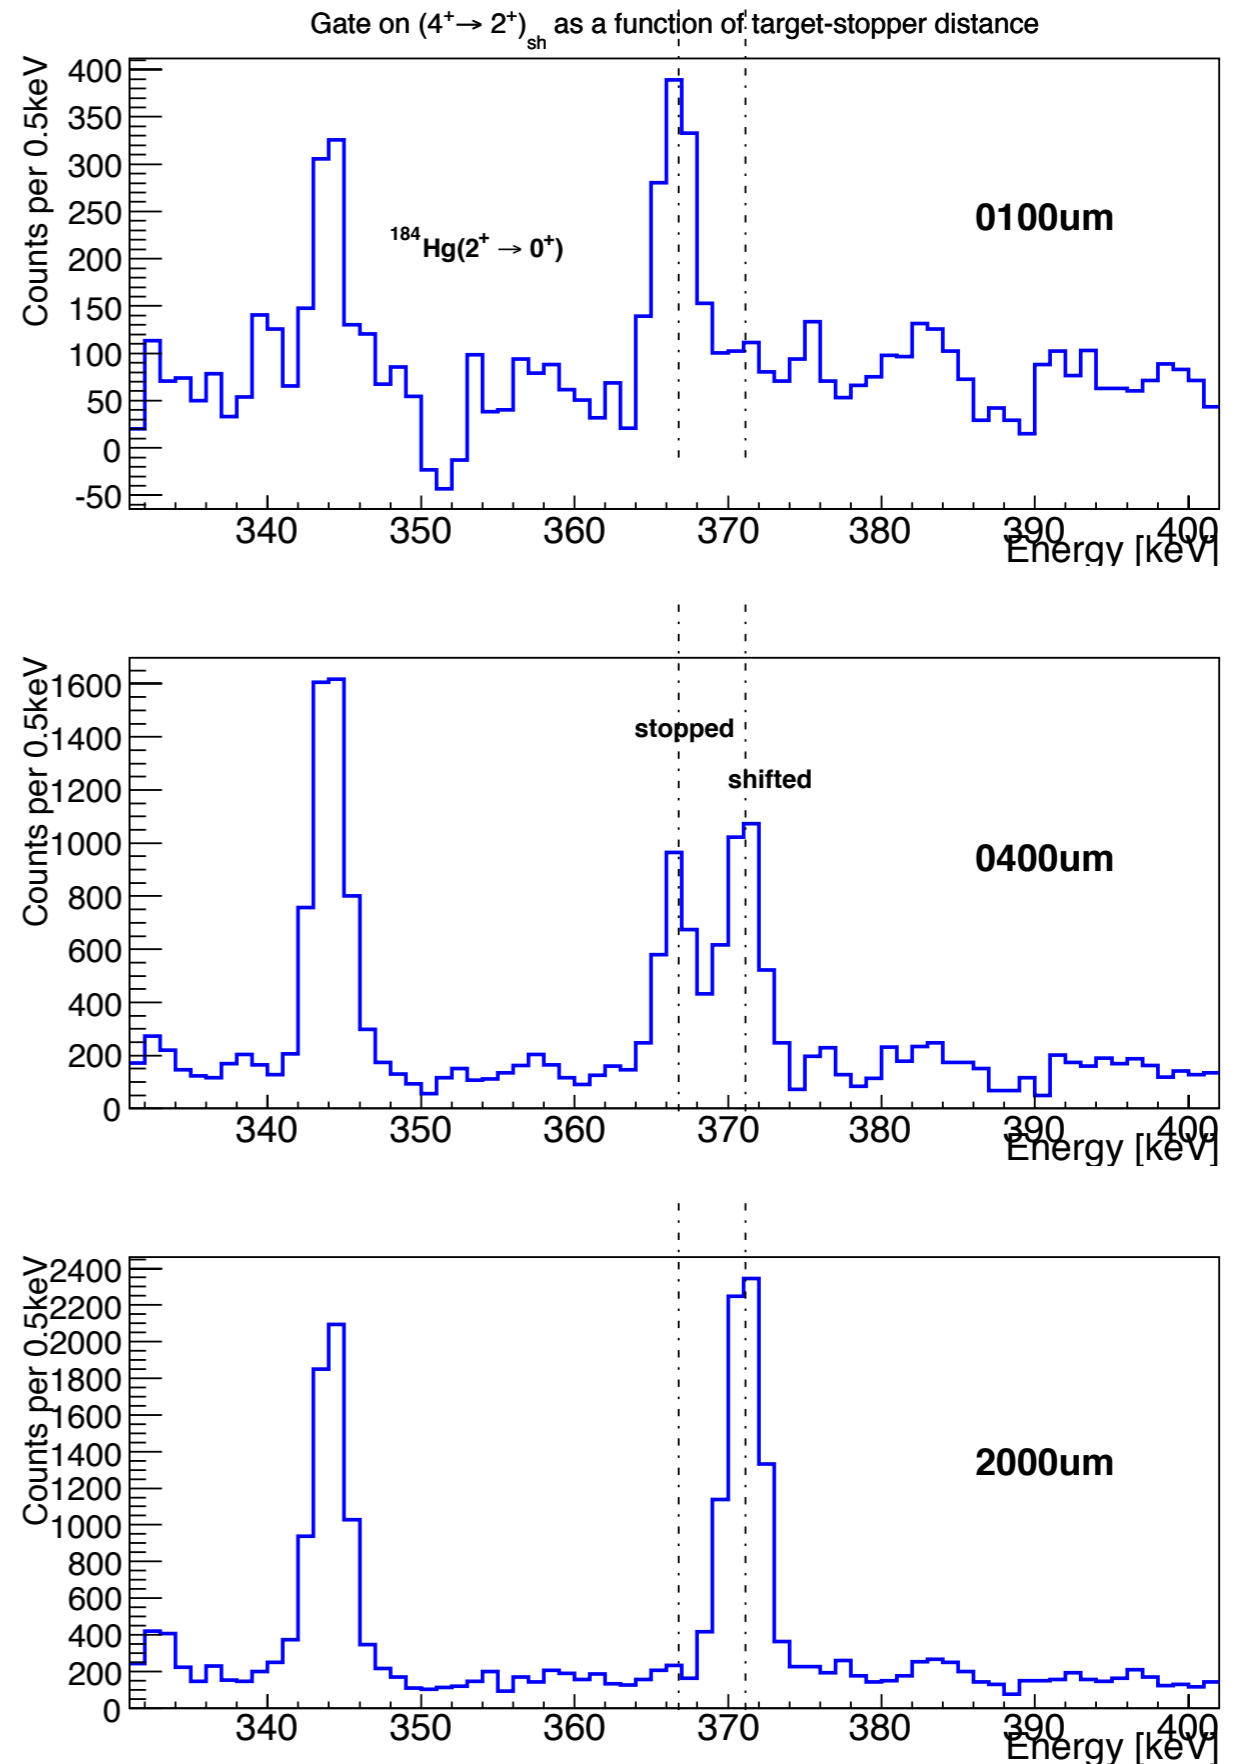 Gate on (4⁺→ 2⁺)sh as a function of target-stopper distance
Counts per 0.5keV
400
350
300
250
200
150
100
50
0
-50
¹⁸⁴Hg(2⁺ → 0⁺)
0100um
340 350 360 370 380 390 400
Energy [keV]
Counts per 0.5keV
1600
1400
1200
1000
800
600
400
200
0
stopped
shifted
0400um
340 350 360 370 380 390 400
Energy [keV]
Counts per 0.5keV
2400
2200
2000
1800
1600
1400
1200
1000
800
600
400
200
0
2000um
340 350 360 370 380 390 400
Energy [keV]